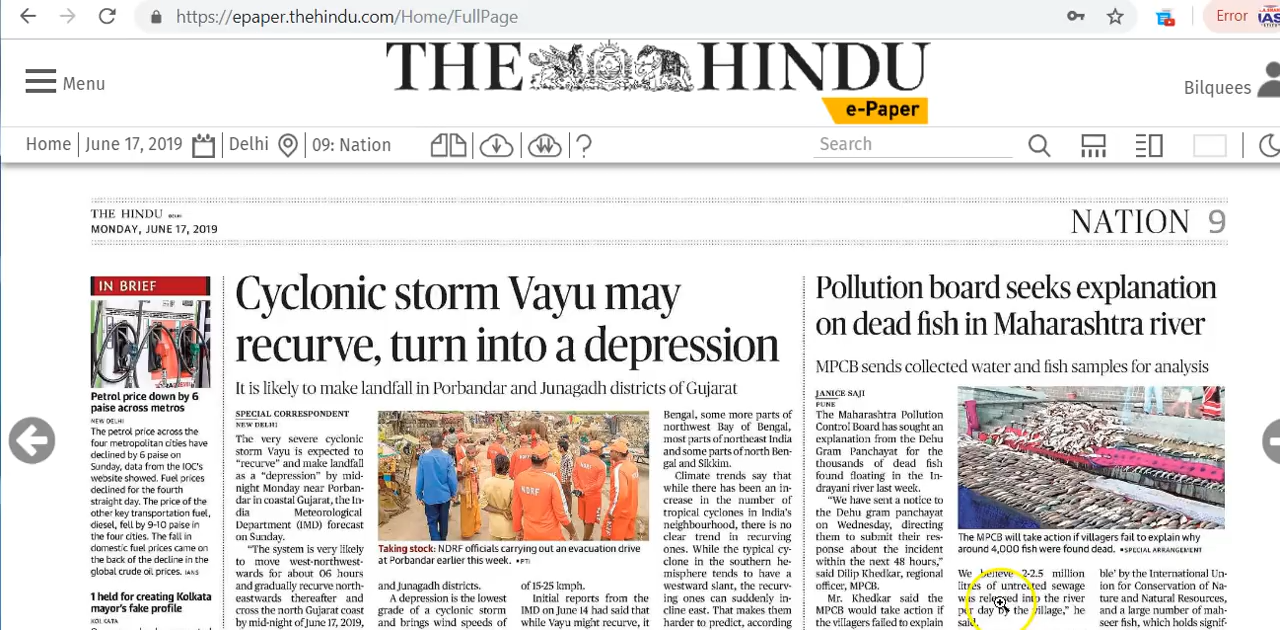 https://epaper.thehindu.com/Home/FullPage
Error
IAS
THE HINDU
e-Paper
Menu
Bilquees
Home
June 17, 2019
Delhi
09: Nation
?
Search
THE HINDU DELHI
MONDAY, JUNE 17, 2019
NATION 9
IN BRIEF
Petrol price down by 6
paise across metros
NEW DELHI
The petrol price across the
four metropolitan cities have
declined by 6 paise on
Sunday, data from the IOC's
website showed. Fuel prices
declined for the fourth
straight day. The price of the
other key transportation fuel,
diesel, fell by 9-10 paise in
the four cities. The fall in
domestic fuel prices came on
the back of the decline in the
global crude oil prices. IANS
1 held for creating Kolkata
mayor's fake profile
KOLKATA
Cyclonic storm Vayu may
recurve, turn into a depression
It is likely to make landfall in Porbandar and Junagadh districts of Gujarat
SPECIAL CORRESPONDENT
NEW DELHI
The very severe cyclonic
storm Vayu is expected to
"recurve" and make landfall
as a "depression" by mid-
night Monday near Porban-
dar in coastal Gujarat, the In-
dia Meteorological
Department (IMD) forecast
on Sunday.
"The system is very likely
to move west-northwest-
wards for about 06 hours
and gradually recurve north-
eastwards thereafter and
cross the north Gujarat coast
by mid-night of June 17, 2019,
NDRF
Taking stock: NDRF officials carrying out an evacuation drive
at Porbandar earlier this week. •PTI
and Junagadh districts.
A depression is the lowest
grade of a cyclonic storm
and brings wind speeds of
of 15-25 kmph.
Initial reports from the
IMD on June 14 had said that
while Vayu might recurve, it
Bengal, some more parts of
northwest Bay of Bengal,
most parts of northeast India
and some parts of north Ben-
gal and Sikkim.
Climate trends say that
while there has been an in-
crease in the number of
tropical cyclones in India's
neighbourhood, there is no
clear trend in recurving
ones. While the typical cy-
clone in the southern he-
misphere tends to have a
westward slant, the recurv-
ing ones can suddenly in-
cline east. That makes them
harder to predict, according
Pollution board seeks explanation
on dead fish in Maharashtra river
MPCB sends collected water and fish samples for analysis
JANICE SAJI
PUNE
The Maharashtra Pollution
Control Board has sought an
explanation from the Dehu
Gram Panchayat for the
thousands of dead fish
found floating in the In-
drayani river last week.
"We have sent a notice to
the Dehu gram panchayat
on Wednesday, directing
them to submit their res-
ponse about the incident
within the next 48 hours,"
said Dilip Khedkar, regional
officer, MPCB.
Mr. Khedkar said the
MPCB would take action if
the villagers failed to explain
The MPCB will take action if villagers fail to explain why
around 4,000 fish were found dead. •SPECIAL ARRANGEMENT
We believe 2-2.5 million
litres of untreated sewage
was released into the river
per day by the village," he
said.
ble' by the International Un-
ion for Conservation of Na-
ture and Natural Resources,
and a large number of mah-
seer fish, which holds signif-